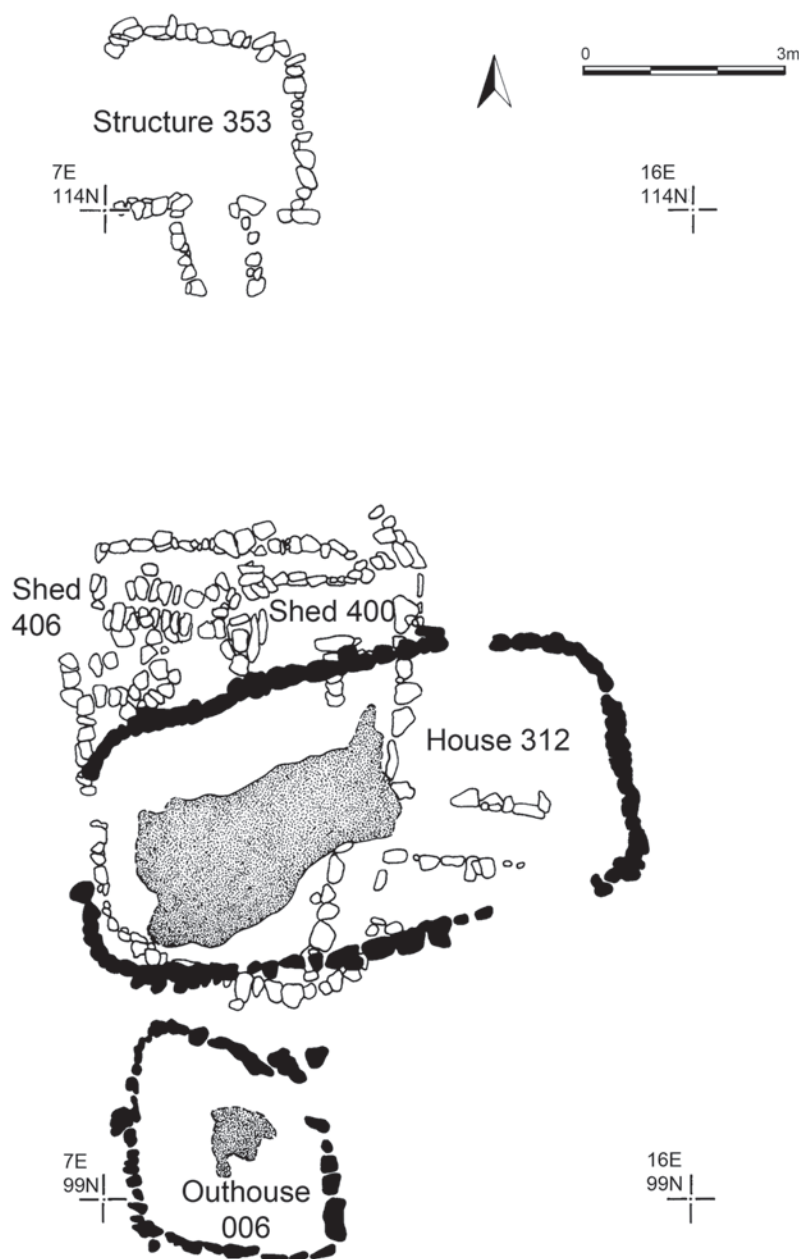 0 3m
Structure 353
7E
114N
16E
114N
Shed
406
Shed 400
House 312
7E
99N
Outhouse
006
16E
99N